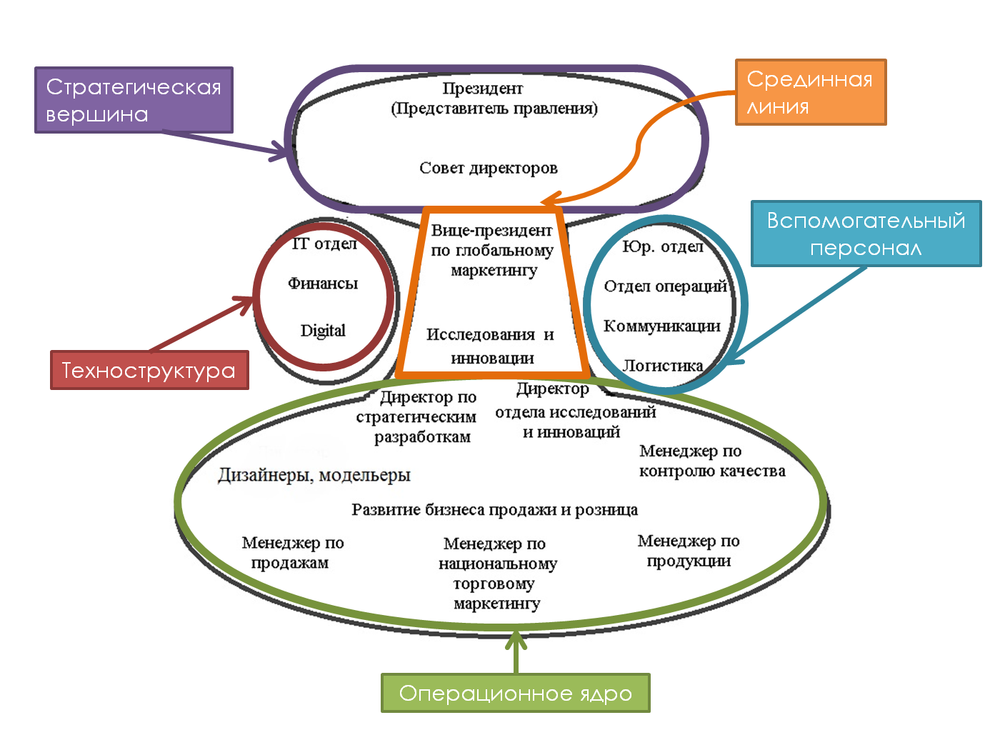 Стратегическая
вершина
Президент
(Представитель правления)
Совет директоров
Срединная
линия
Вспомогательный
персонал
Вице-президент
по глобальному
маркетингу
Исследования и
инновации
IT отдел
Финансы
Digital
Юр. отдел
Отдел операций
Коммуникации
Логистика
Техноструктура
Директор по
стратегическим
разработкам
Директор
отдела исследований
и инноваций
Менеджер по
контролю качества
Дизайнеры, модельеры
Развитие бизнеса продажи и розница
Менеджер по
продажам
Менеджер по
национальному
торговому
маркетингу
Менеджер по
продукции
Операционное ядро